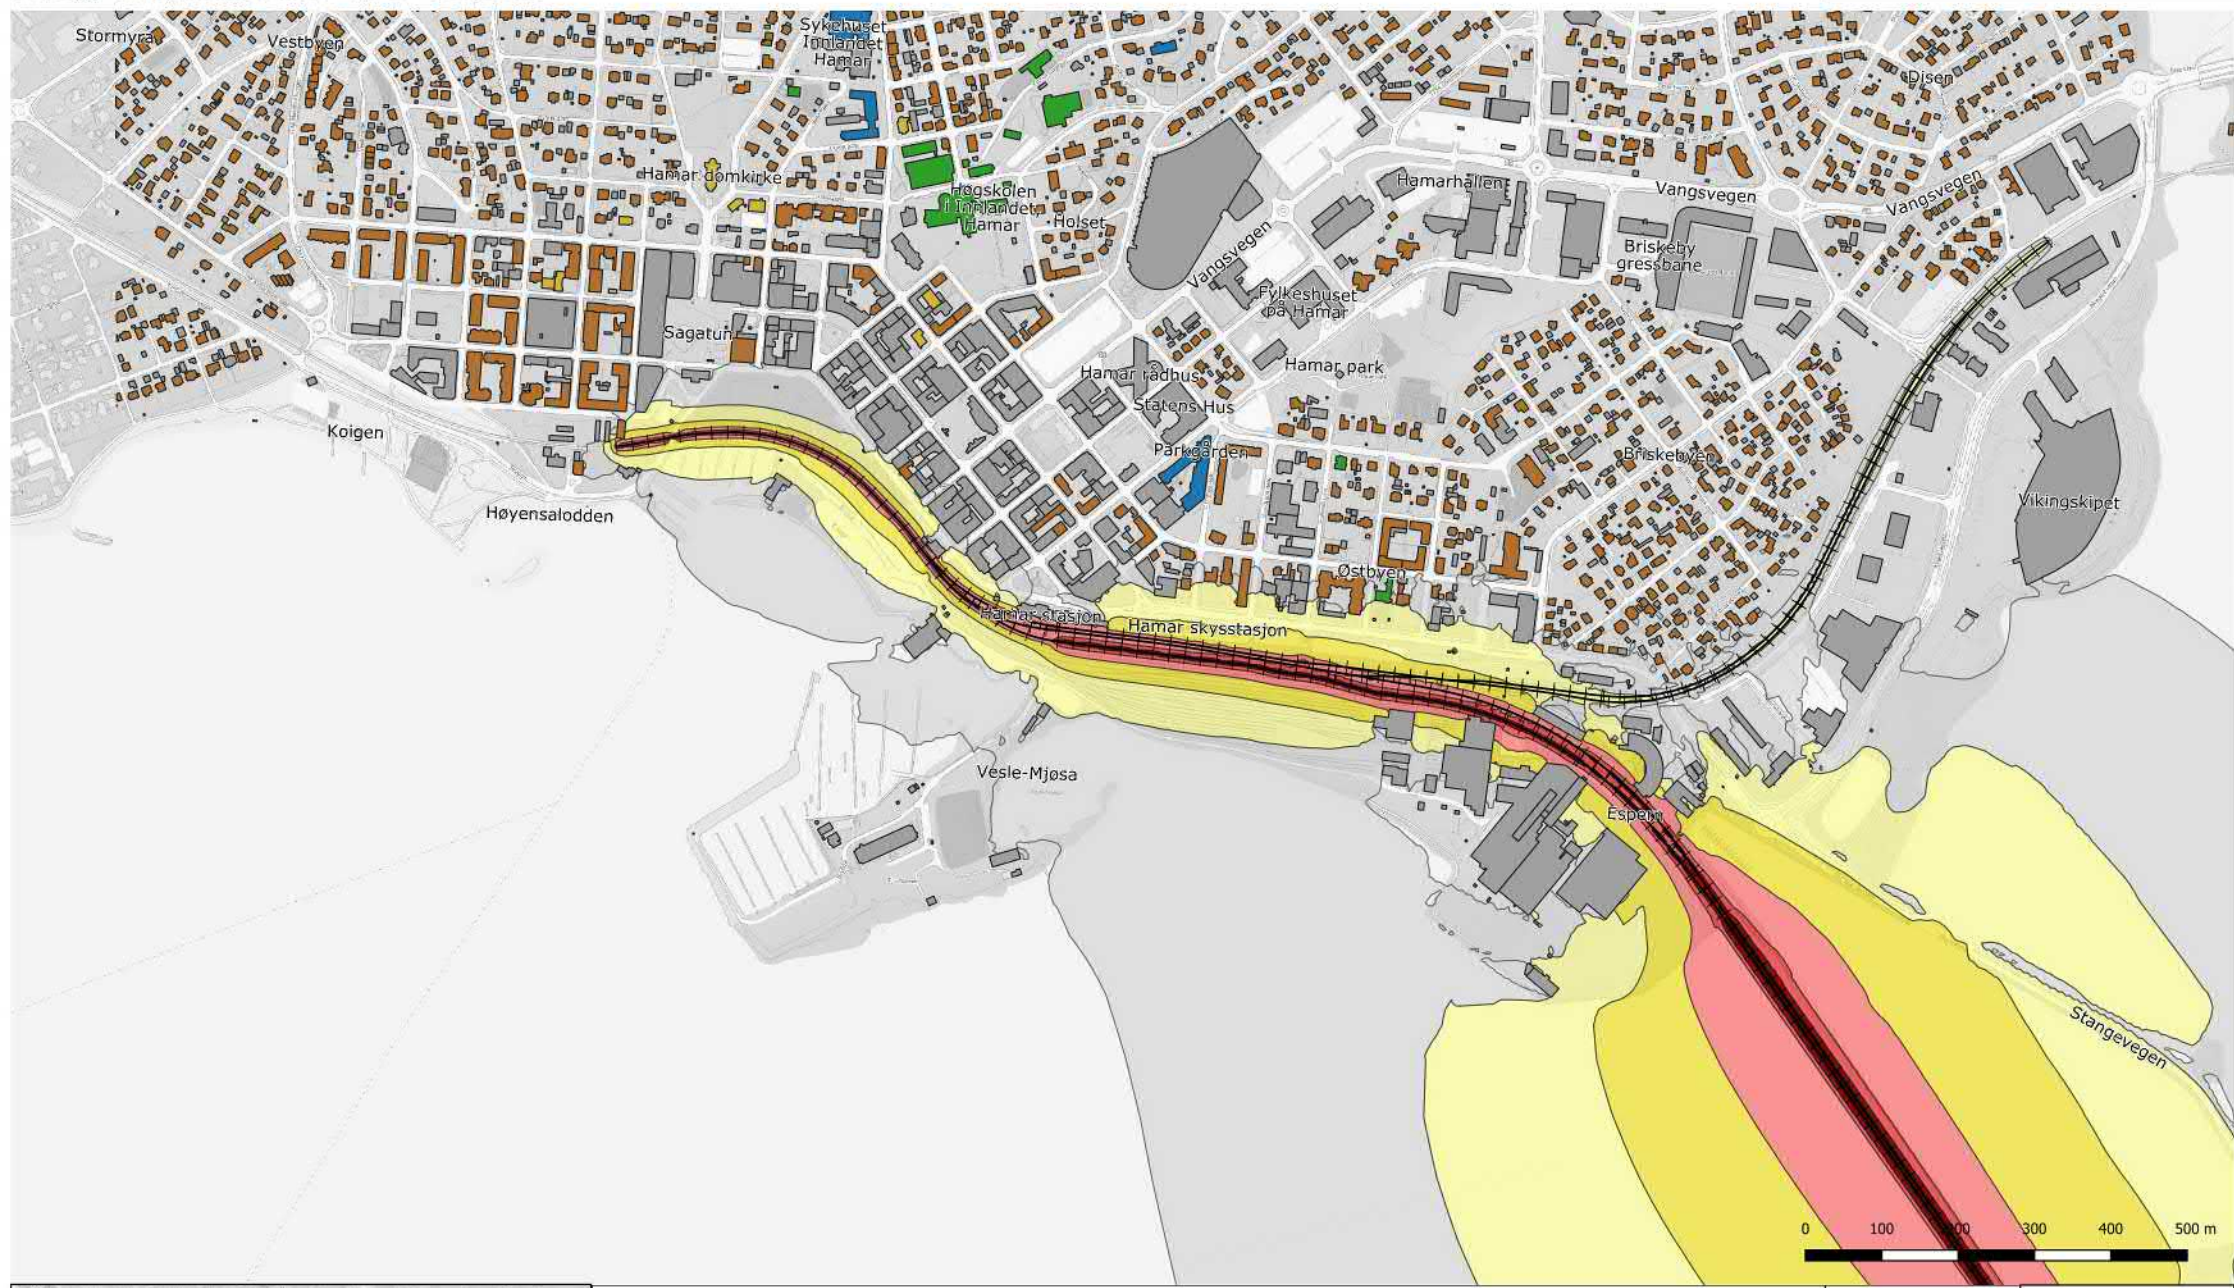 Stormyra
Vestbyen
Sykehuset
Innlandet
Hamar
Disen
Hamar domkirke
Høgskolen
i Innlandet,
Hamar
Holset
Hamarhallen
Vangsvegen
Vangsvegen
Vangsvegen
Briskeby
gressbane
Fylkeshuset
på Hamar
Sagatun
Hamar rådhus
Hamar park
Statens Hus
Koigen
Parkgården
Briskebyen
Høyensalodden
Vikingskipet
Østbyen
Hamar stasjon
Hamar skysstasjon
Vesle-Mjøsa
Espern
Stangevegen
0 100 200 300 400 500 m